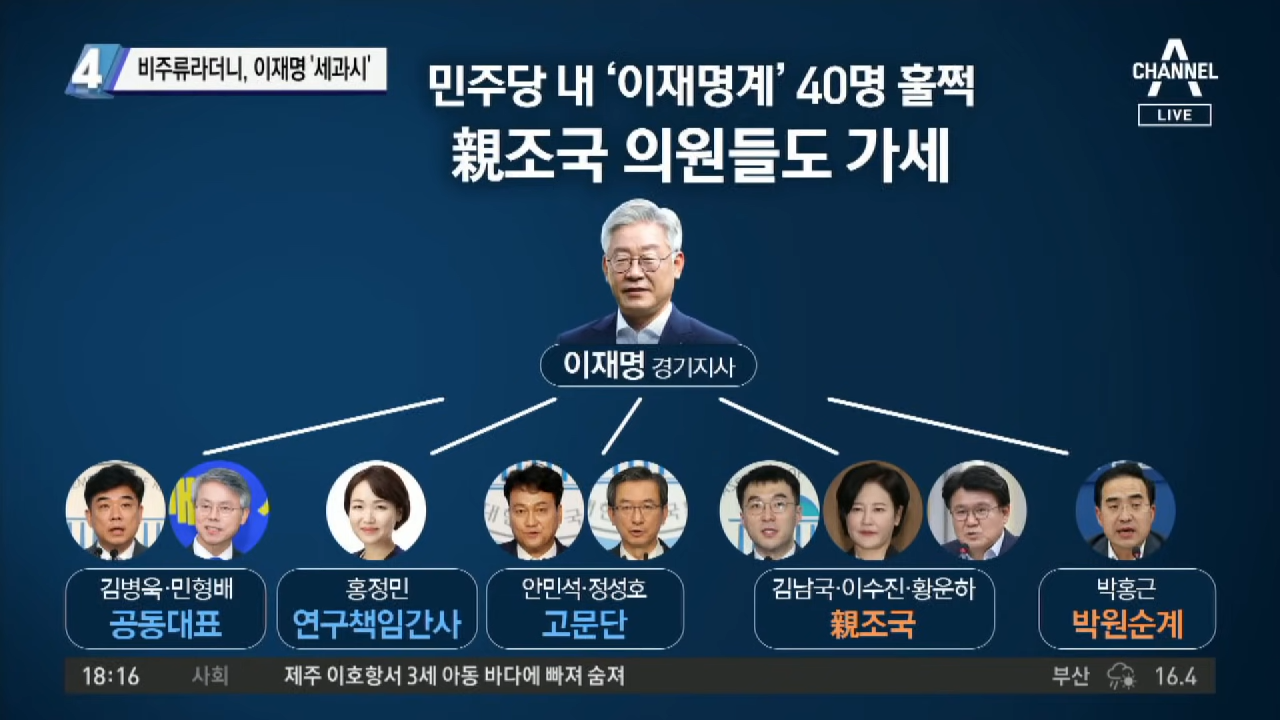 4 비주류라더니, 이재명 '세과시'
민주당 내 ‘이재명계’ 40명 훌쩍
親조국 의원들도 가세
CHANNEL A
LIVE
이재명 경기지사
김병욱·민형배
공동대표
홍정민
연구책임간사
안민석·정성호
고문단
김남국·이수진·황운하
親조국
박홍근
박원순계
18:16 사회 제주 이호항서 3세 아동 바다에 빠져 숨져 부산 16.4